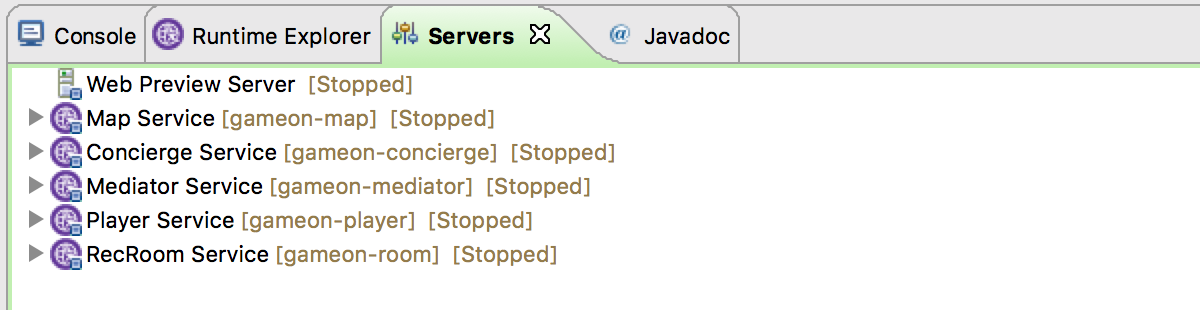 Console Runtime Explorer Servers Javadoc
Web Preview Server [Stopped]
Map Service [gameon-map] [Stopped]
Concierge Service [gameon-concierge] [Stopped]
Mediator Service [gameon-mediator] [Stopped]
Player Service [gameon-player] [Stopped]
RecRoom Service [gameon-room] [Stopped]